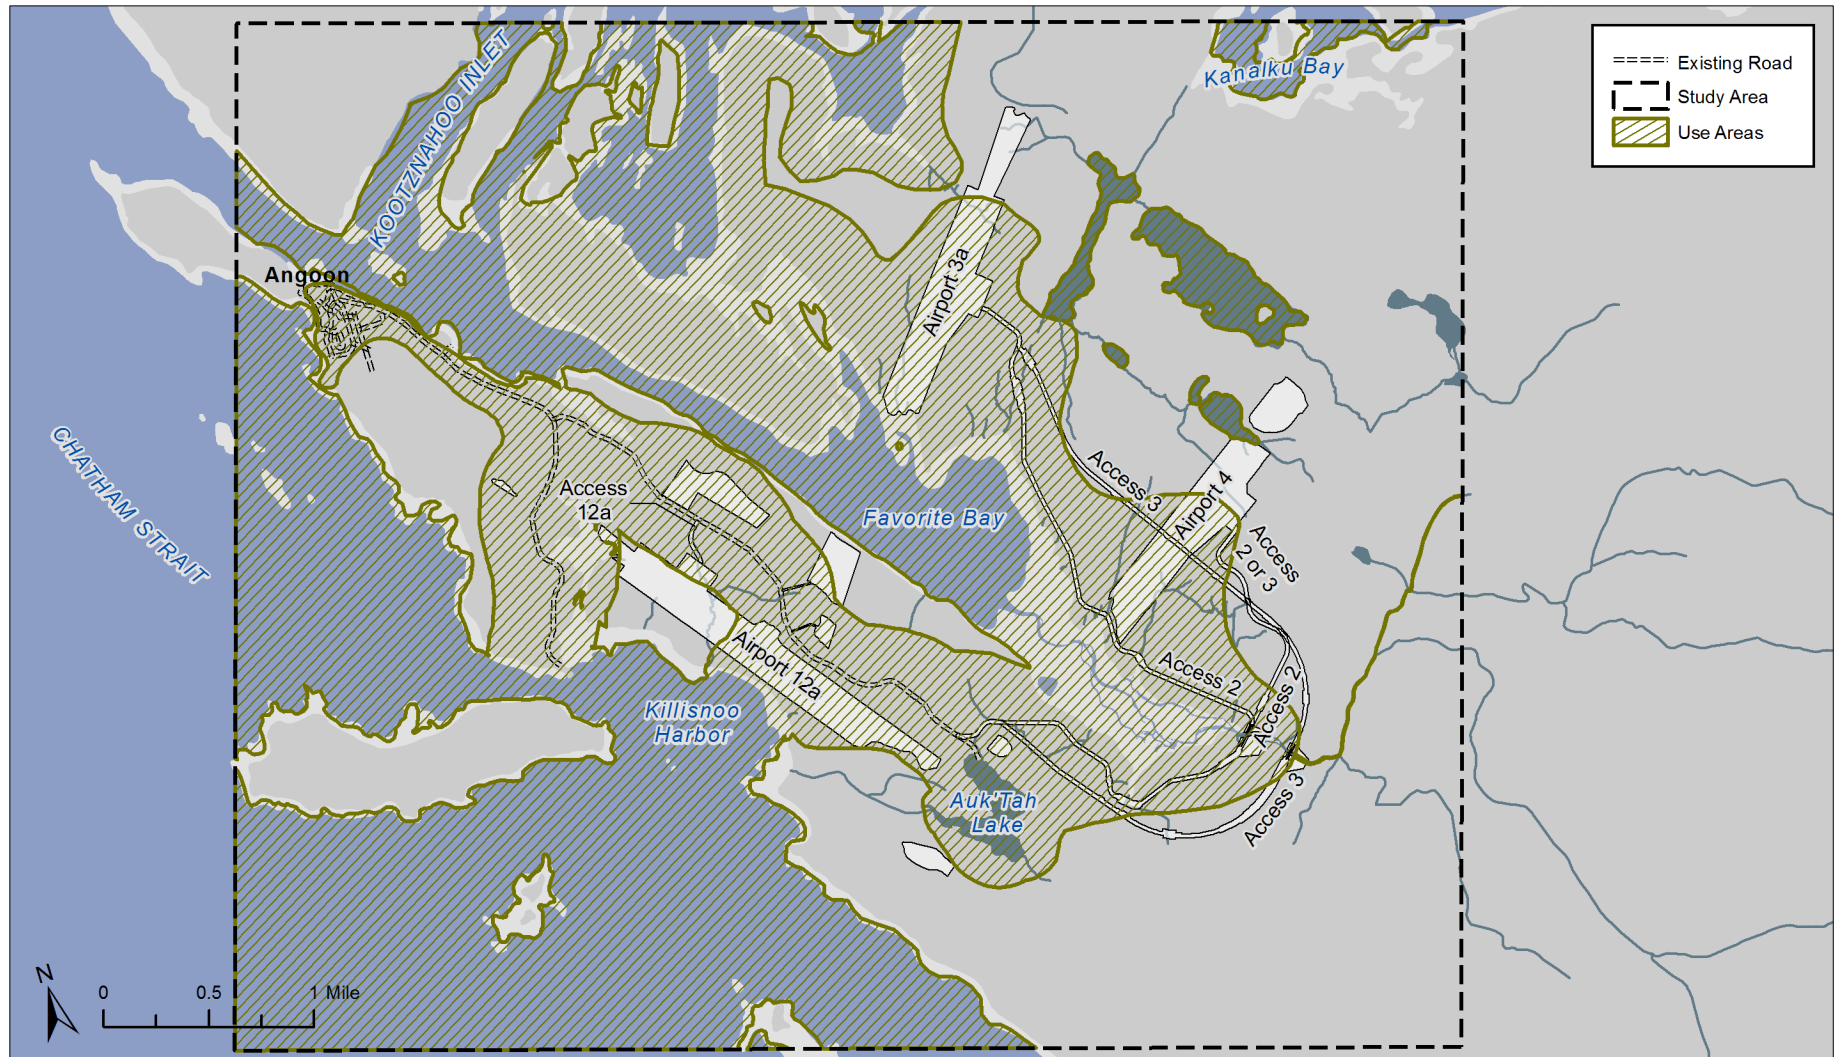 Existing Road
Study Area
Use Areas
Kanalku Bay
KOOTZNAHOO INLET
Angoon
Airport 3a
CHATHAM STRAIT
Access
12a
Favorite Bay
Access 3
Airport 4
Access
2 or 3
Airport 12a
Access 2
Access 2
Killisnoo
Harbor
Auk'Tah
Lake
Access 3
N
0
0.5
1 Mile